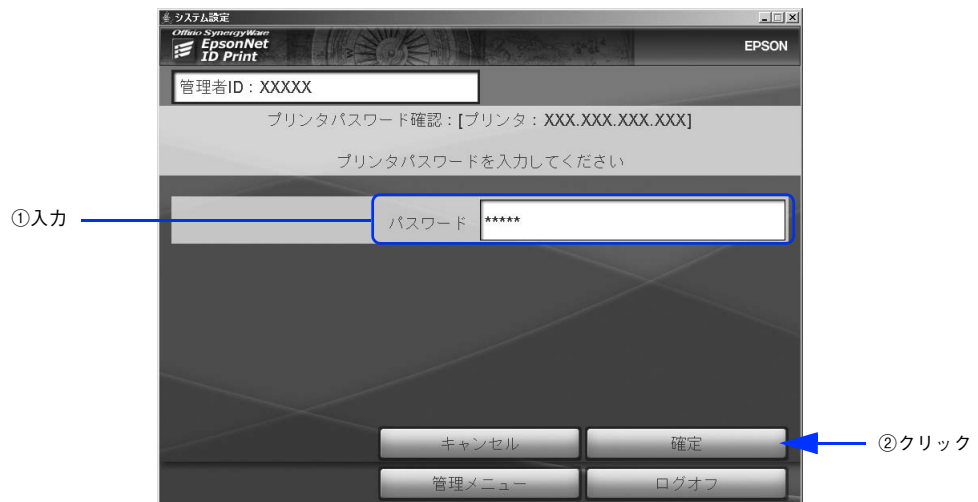 システム設定
Offirio SynergyWare
EpsonNet
ID Print
EPSON
管理者ID：XXXXX
プリンタパスワード確認：[プリンタ：XXX.XXX.XXX.XXX]
プリンタパスワードを入力してください
①入力
パスワード *****
キャンセル
確定
②クリック
管理メニュー
ログオフ